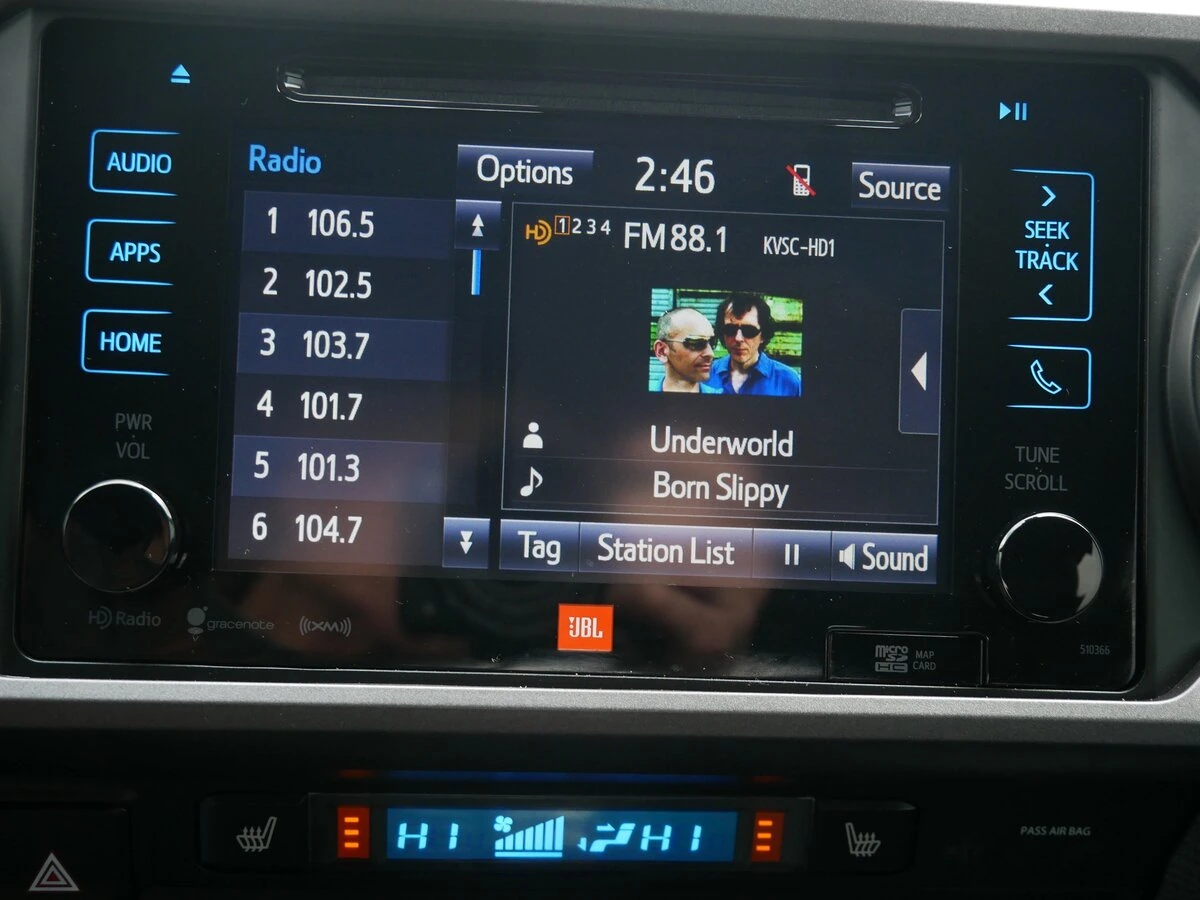 AUDIO
APPS
HOME
PWR
VOL
Radio
Options
2:46
Source
1 106.5
2 102.5
3 103.7
4 101.7
5 101.3
6 104.7
HD 1 2 3 4 FM 88.1 KVSC-HD1
Underworld
Born Slippy
Tag
Station List
Sound
SEEK
TRACK
TUNE
SCROLL
HD Radio
gracenote
((XM))
JBL
micro
SD
HC
MAP
CARD
510366
HI
HI
PASS AIR BAG